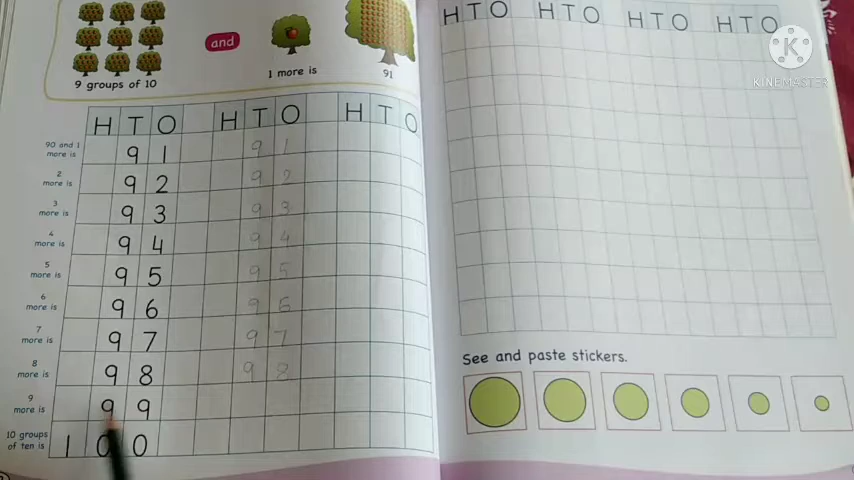 and
9 groups of 10
1 more is
91
H T O H T O H T O
90 and 1 more is 9 1 9 1
2 more is 9 2 9 2
3 more is 9 3 9 3
4 more is 9 4 9 4
5 more is 9 5 9 5
6 more is 9 6 9 6
7 more is 9 7 9 7
8 more is 9 8 9 8
9 more is 9 9
10 groups of ten is 1 0 0
H T O H T O H T O H T O
K
KINEMASTER
See and paste stickers.